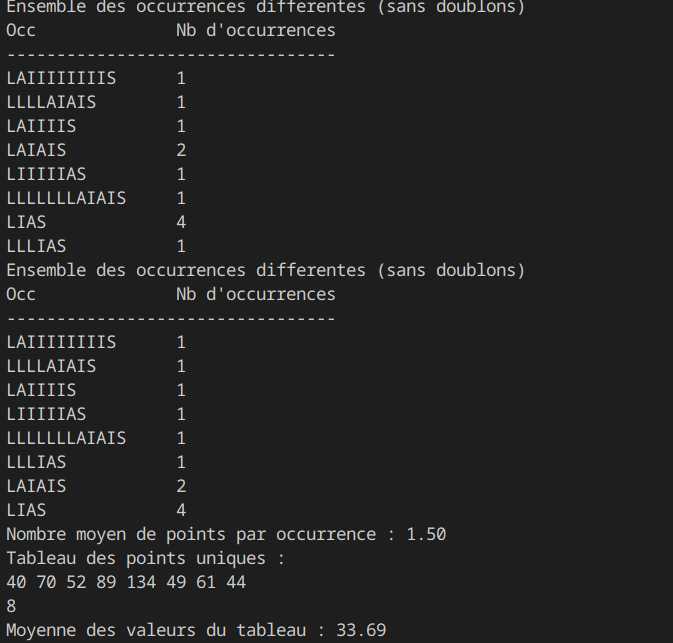 Ensemble des occurrences differentes (sans doublons)
Occ Nb d'occurrences
---------------------------------
LAIIIIIIIIS 1
LLLLAIAIS 1
LAIIIIS 1
LAIAIS 2
LIIIIIAS 1
LLLLLLLAIAIS 1
LIAS 4
LLLIAS 1
Ensemble des occurrences differentes (sans doublons)
Occ Nb d'occurrences
---------------------------------
LAIIIIIIIIS 1
LLLLAIAIS 1
LAIIIIS 1
LIIIIIAS 1
LLLLLLLAIAIS 1
LLLIAS 1
LAIAIS 2
LIAS 4
Nombre moyen de points par occurrence : 1.50
Tableau des points uniques :
40 70 52 89 134 49 61 44
8
Moyenne des valeurs du tableau : 33.69